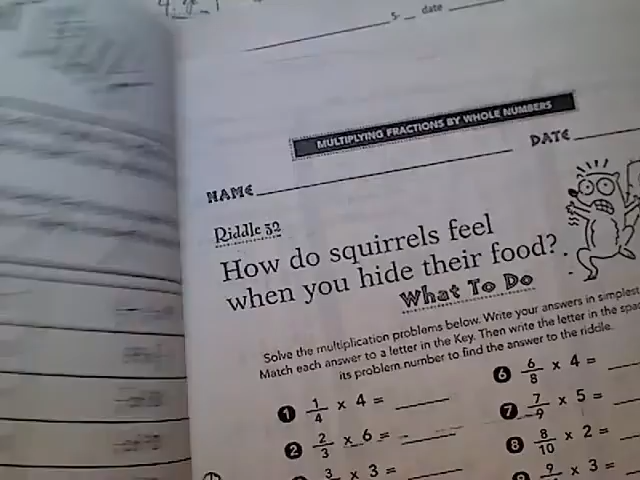 date
MULTIPLYING FRACTIONS BY WHOLE NUMBERS
NAME DATE
Riddle 32
How do squirrels feel
when you hide their food?
What To Do
Solve the multiplication problems below. Write your answers in simplest
Match each answer to a letter in the Key. Then write the letter in the
its problem number to find the answer to the riddle.
1 1/4 x 4 =
2 2/3 x 6 =
3 x 3 =
6 6/8 x 4 =
7 7/9 x 5 =
8 8/10 x 2 =
9 9 x 3 =